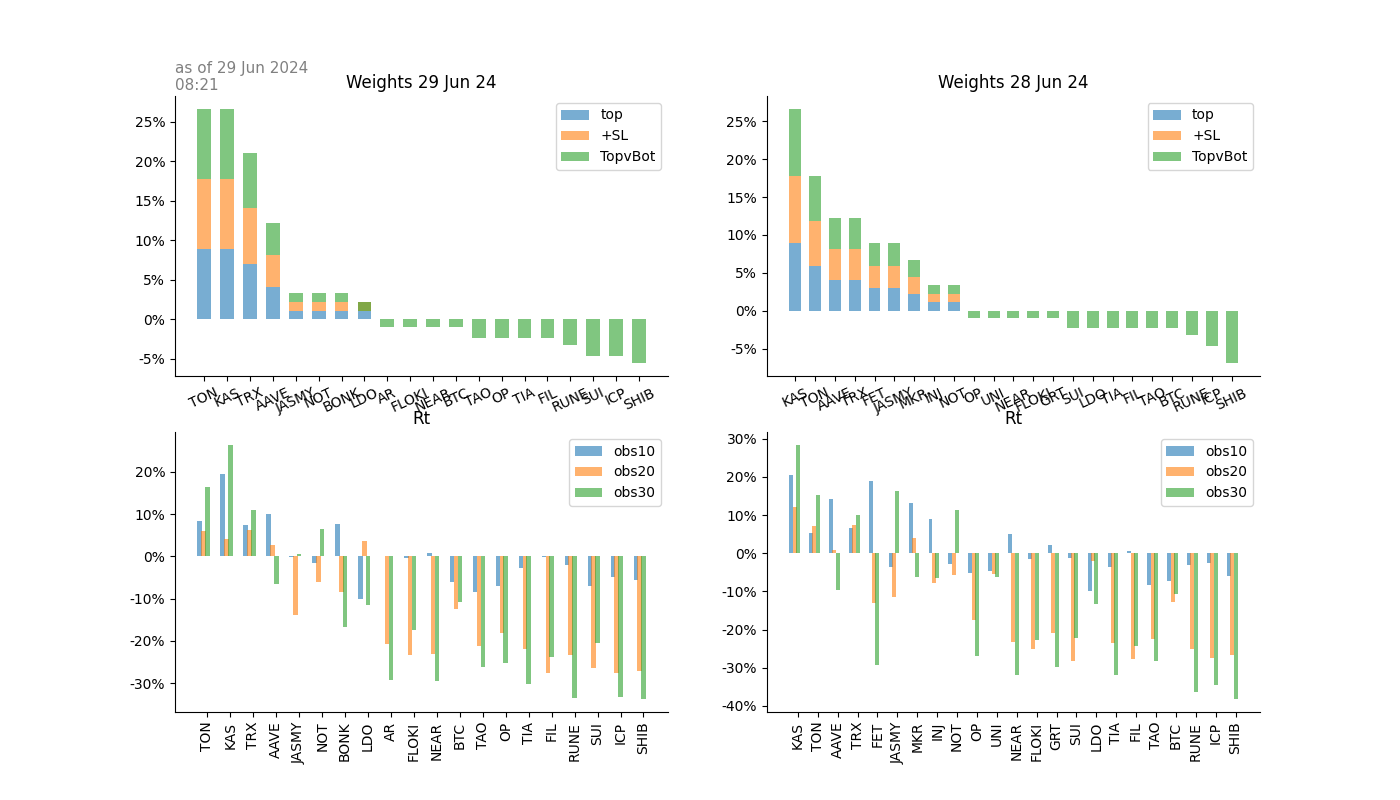 as of 29 Jun 2024
08:21
Weights 29 Jun 24
25%
20%
15%
10%
5%
0%
-5%
top
+SL
TopvBot
TON KAS TRX AAVE JASMY NOT BONK LDO AR FLOKI NEAR BTC TAO OP TIA FIL RUNE SUI ICP SHIB
Weights 28 Jun 24
25%
20%
15%
10%
5%
0%
-5%
top
+SL
TopvBot
KAS TON AAVE TRX FET JASMY MKR INJ NOT OP UNI NEAR FLOKI GRT SUI LDO TIA FIL TAO BTC RUNE ICP SHIB
Rt
20%
10%
0%
-10%
-20%
-30%
obs10
obs20
obs30
TON KAS TRX AAVE JASMY NOT BONK LDO AR FLOKI NEAR BTC TAO OP TIA FIL RUNE SUI ICP SHIB
Rt
30%
20%
10%
0%
-10%
-20%
-30%
-40%
obs10
obs20
obs30
KAS TON AAVE TRX FET JASMY MKR INJ NOT OP UNI NEAR FLOKI GRT SUI LDO TIA FIL TAO BTC RUNE ICP SHIB